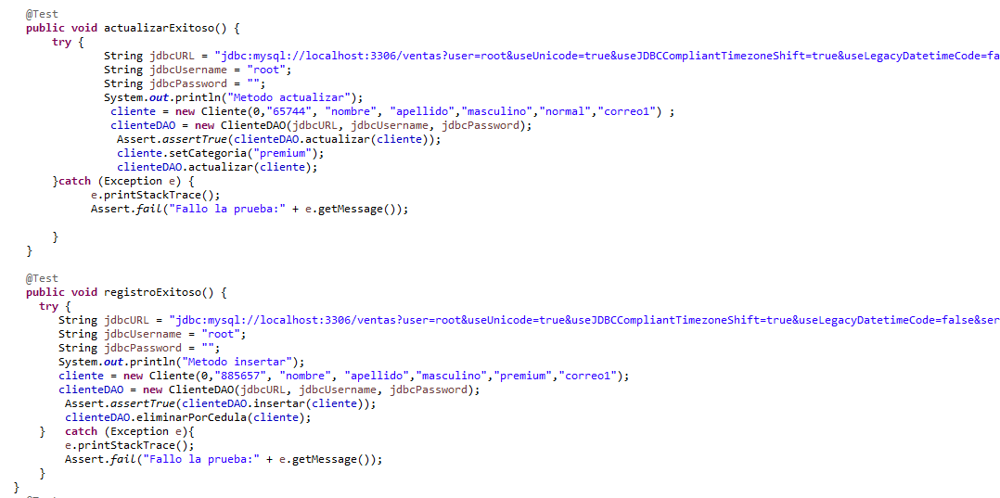 @Test
public void actualizarExitoso() {
try {
String jdbcURL = "jdbc:mysql://localhost:3306/ventas?user=root&useUnicode=true&useJDBCCompliantTimezoneShift=true&useLegacyDatetimeCode=fa
String jdbcUsername = "root";
String jdbcPassword = "";
System.out.println("Metodo actualizar");
cliente = new Cliente(0,"65744", "nombre", "apellido","masculino","normal","correo1") ;
clienteDAO = new ClienteDAO(jdbcURL, jdbcUsername, jdbcPassword);
Assert.assertTrue(clienteDAO.actualizar(cliente));
cliente.setCategoria("premium");
clienteDAO.actualizar(cliente);
}catch (Exception e) {
e.printStackTrace();
Assert.fail("Fallo la prueba:" + e.getMessage());
}
}
@Test
public void registroExitoso() {
try {
String jdbcURL = "jdbc:mysql://localhost:3306/ventas?user=root&useUnicode=true&useJDBCCompliantTimezoneShift=true&useLegacyDatetimeCode=false&ser
String jdbcUsername = "root";
String jdbcPassword = "";
System.out.println("Metodo insertar");
cliente = new Cliente(0,"885657", "nombre", "apellido","masculino","premium","correo1");
clienteDAO = new ClienteDAO(jdbcURL, jdbcUsername, jdbcPassword);
Assert.assertTrue(clienteDAO.insertar(cliente));
clienteDAO.eliminarPorCedula(cliente);
} catch (Exception e){
e.printStackTrace();
Assert.fail("Fallo la prueba:" + e.getMessage());
}
}